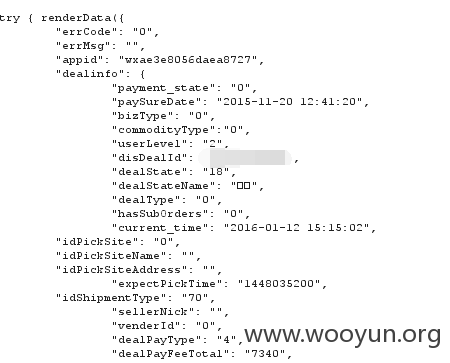 try { renderData({
"errCode": "0",
"errMsg": "",
"appid": "wxae3e8056daea8727",
"dealinfo": {
"payment_state": "0",
"paySureDate": "2015-11-20 12:41:20",
"bizType": "0",
"commodityType":"0",
"userLevel": "2",
"disDealId": ,
"dealState": "18",
"dealStateName": "□□",
"dealType": "0",
"hasSubOrders": "0",
"current_time": "2016-01-12 15:15:02",
"idPickSite": "0",
"idPickSiteName": "",
"idPickSiteAddress": "",
"expectPickTime": "1448035200",
"idShipmentType": "70",
"sellerNick": "",
"venderId": "0",
"dealPayType": "4",
"dealPayFeeTotal": "7340",
www.wooyun.org